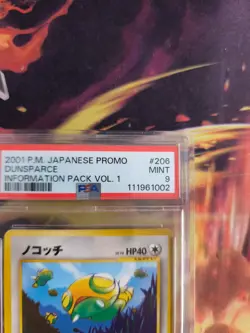 2001 P.M. JAPANESE PROMO #206
DUNSPARCE MINT
INFORMATION PACK VOL. 1 9
PSA 111961002
ノコッチ HP40